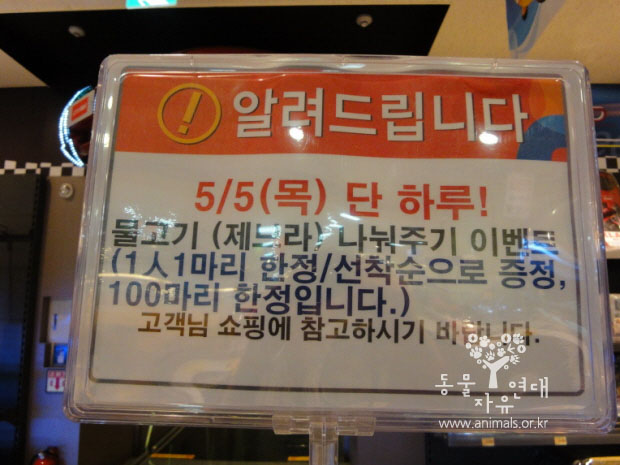 알려드립니다
5/5(목) 단 하루!
물고기 (제브라) 나눠주기 이벤트
(1人1마리 한정/선착순으로 증정,
100마리 한정입니다.)
고객님 쇼핑에 참고하시기 바랍니다.
동물자유연대
www.animals.or.kr